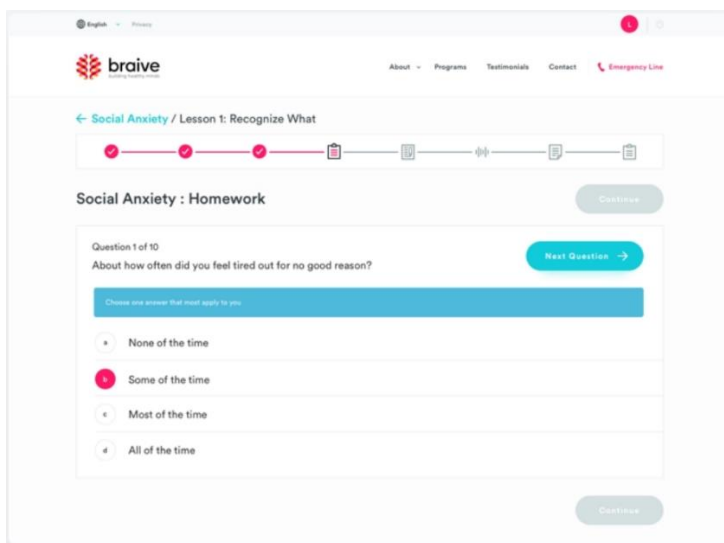 English Privacy
L
braive
building healthy minds
About Programs Testimonials Contact Emergency Line
← Social Anxiety / Lesson 1: Recognize What
Social Anxiety : Homework
Continue
Question 1 of 10
About how often did you feel tired out for no good reason?
Next Question →
Choose one answer that most apply to you.
a None of the time
b Some of the time
c Most of the time
d All of the time
Continue